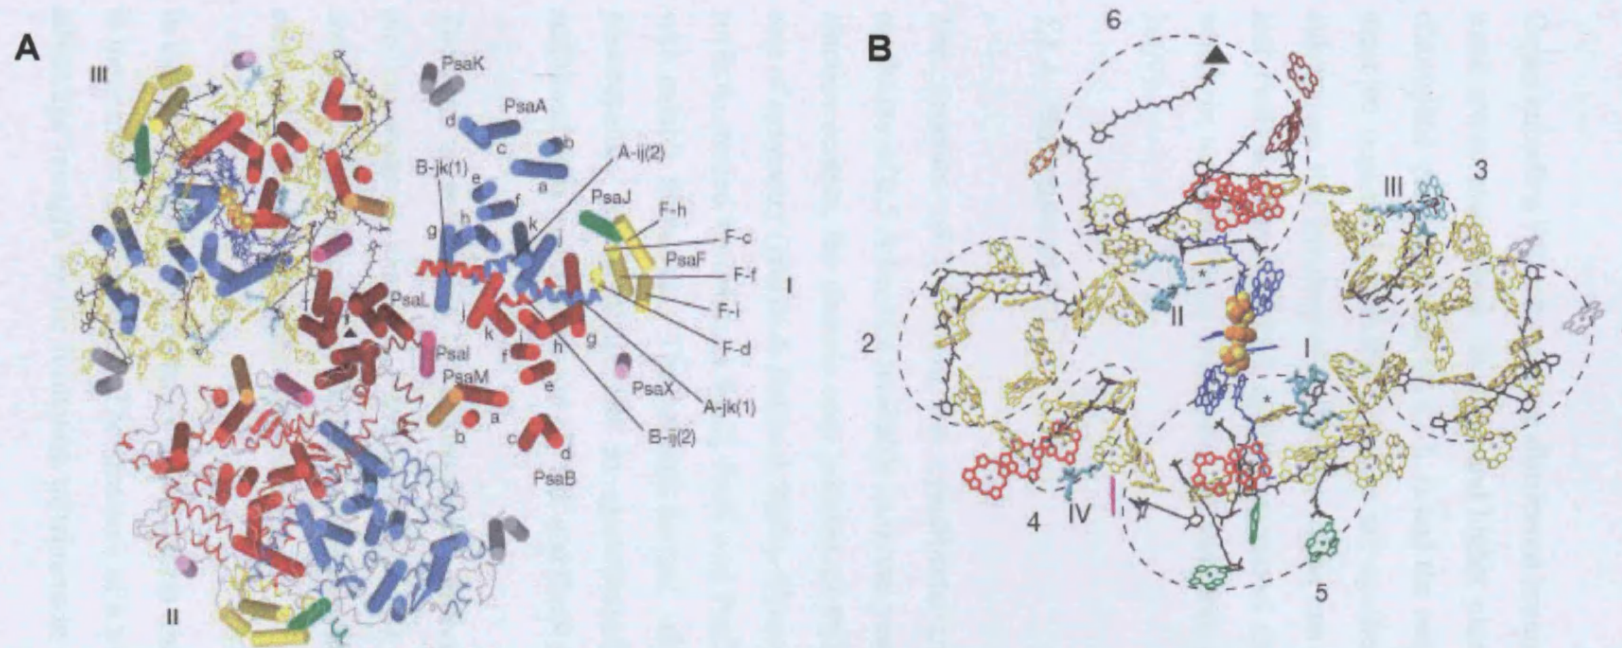 A
III
PsaK
PsaA
d
c
b
a
B-jk(1)
A-ij(2)
e
f
PsaJ
F-h
g
h
k
j
F-c
PsaF
F-f
I
F-i
PsaL
j
k
i
h
g
F-d
PsaI
f
PsaM
e
PsaX
A-jk(1)
a
b
c
d
B-ij(2)
PsaB
II
B
6
3
III
*
II
2
I
*
4
IV
5